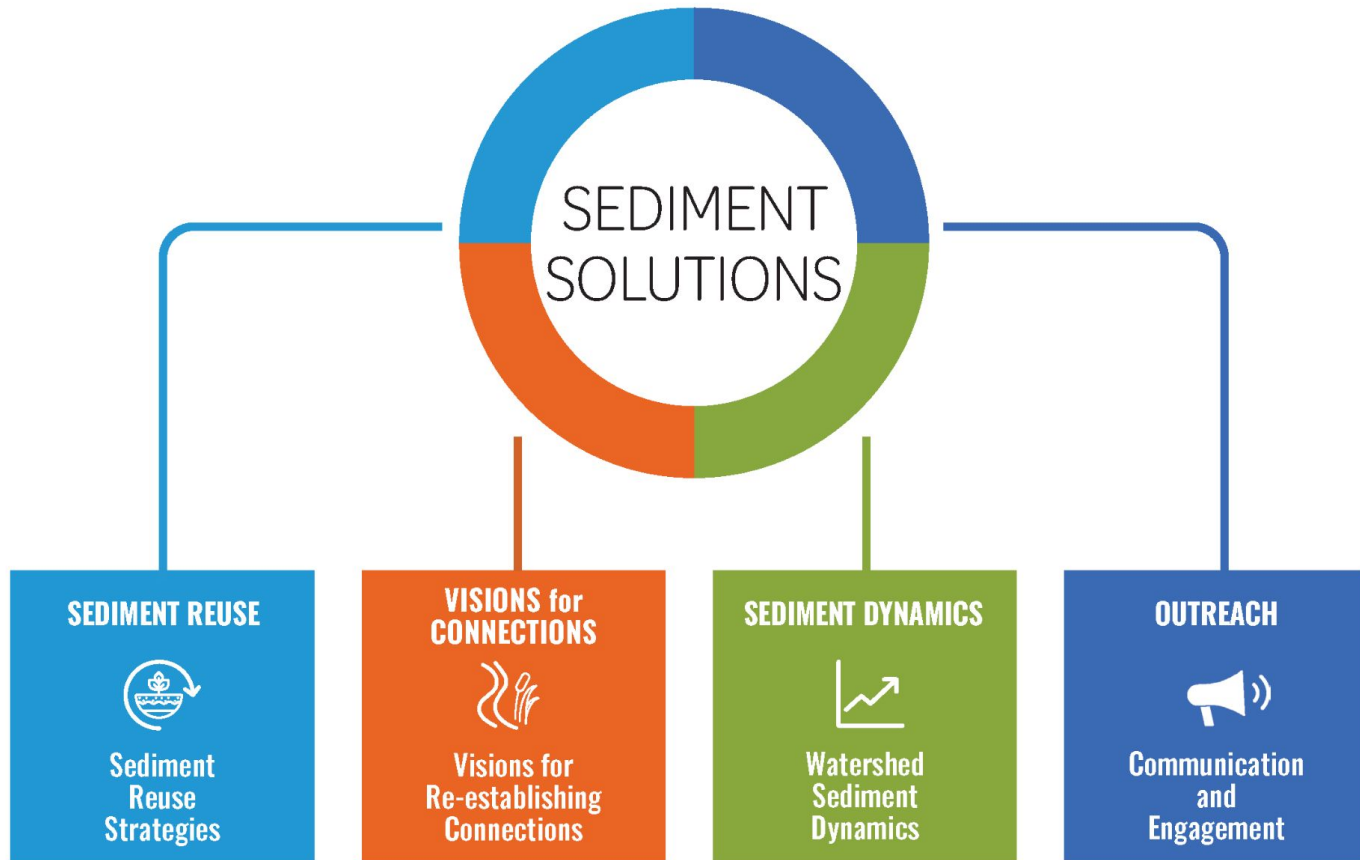 SEDIMENT
SOLUTIONS
SEDIMENT REUSE
Sediment
Reuse
Strategies
VISIONS for
CONNECTIONS
Visions for
Re-establishing
Connections
SEDIMENT DYNAMICS
Watershed
Sediment
Dynamics
OUTREACH
Communication
and
Engagement